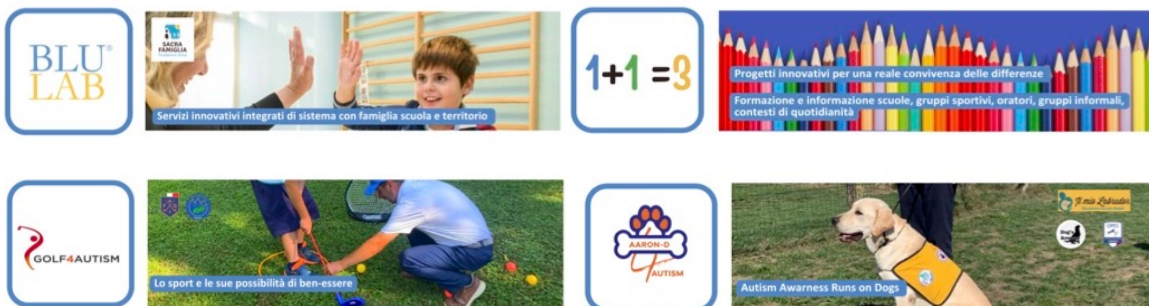 BLU®
LAB
SACRA
FAMIGLIA
Servizi innovativi integrati di sistema con famiglia scuola e territorio
1+1=3
Progetti innovativi per una reale convivenza delle differenze
Formazione e informazione scuole, gruppi sportivi, oratori, gruppi informali,
contesti di quotidianità
GOLF4AUTISM
Lo sport e le sue possibilità di ben-essere
AARON-D
4
AUTISM
Il mio Labrador
Autism Awarness Runs on Dogs